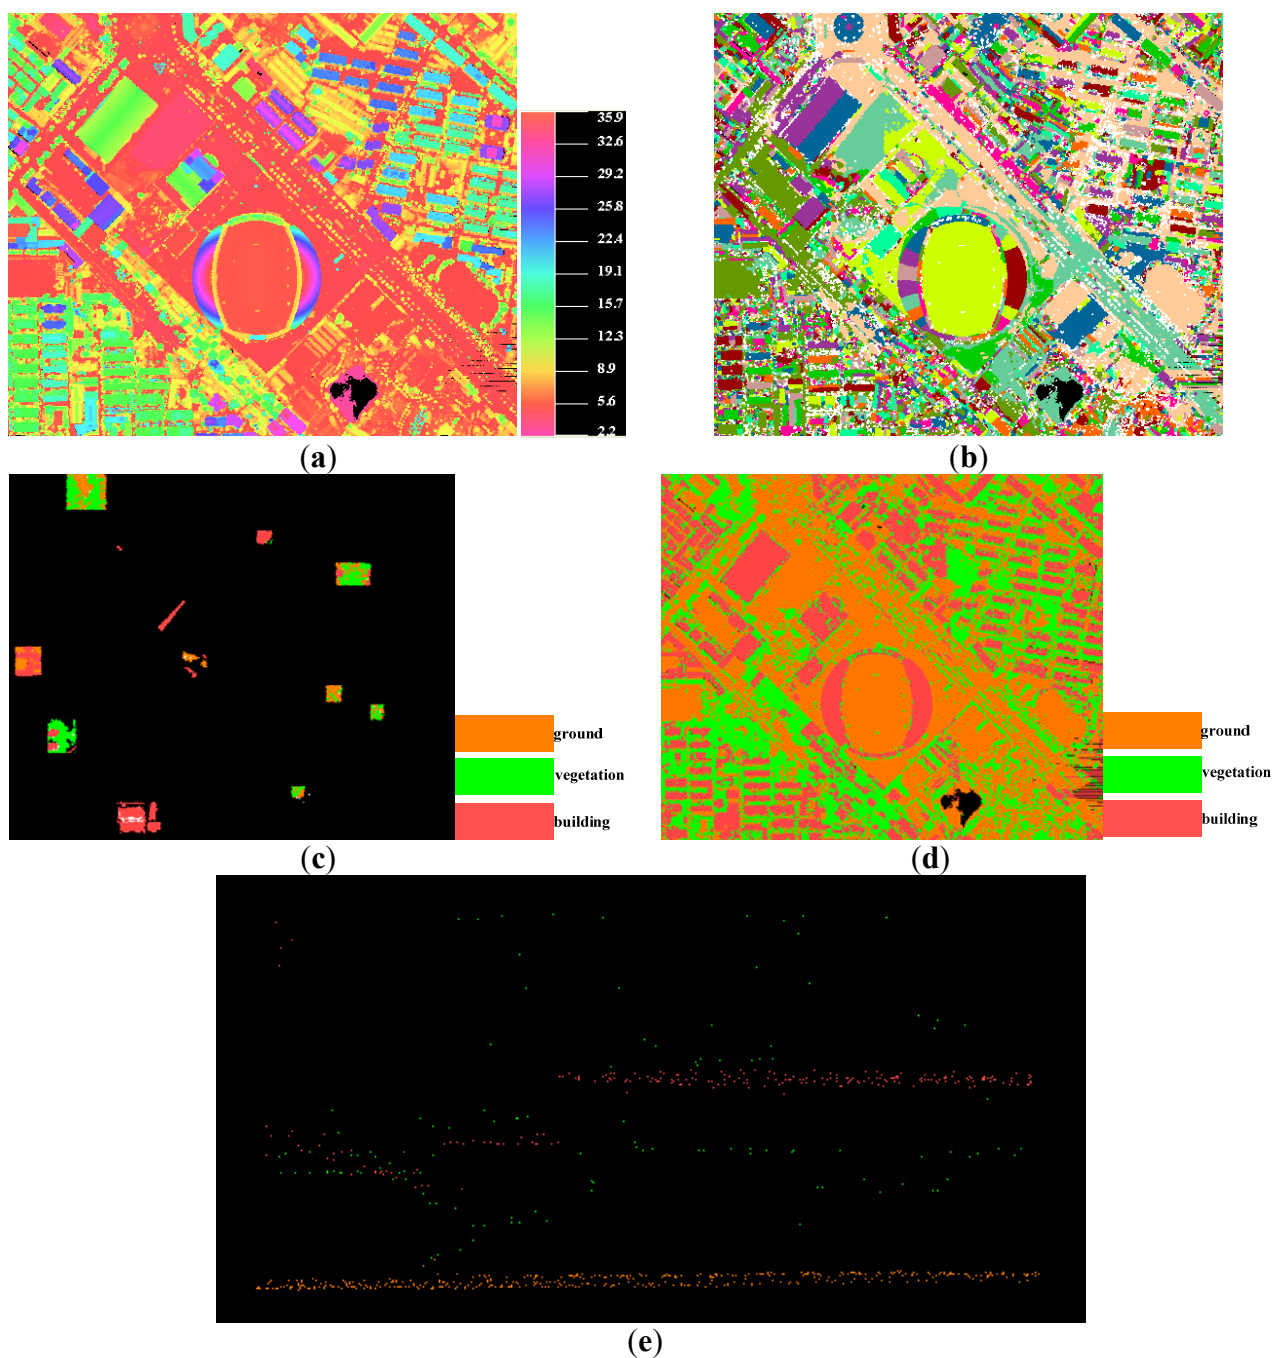 35.9
32.6
29.2
25.8
22.4
19.1
15.7
12.3
8.9
5.6
2.2
(a)
(b)
ground
vegetation
building
(c)
ground
vegetation
building
(d)
(e)